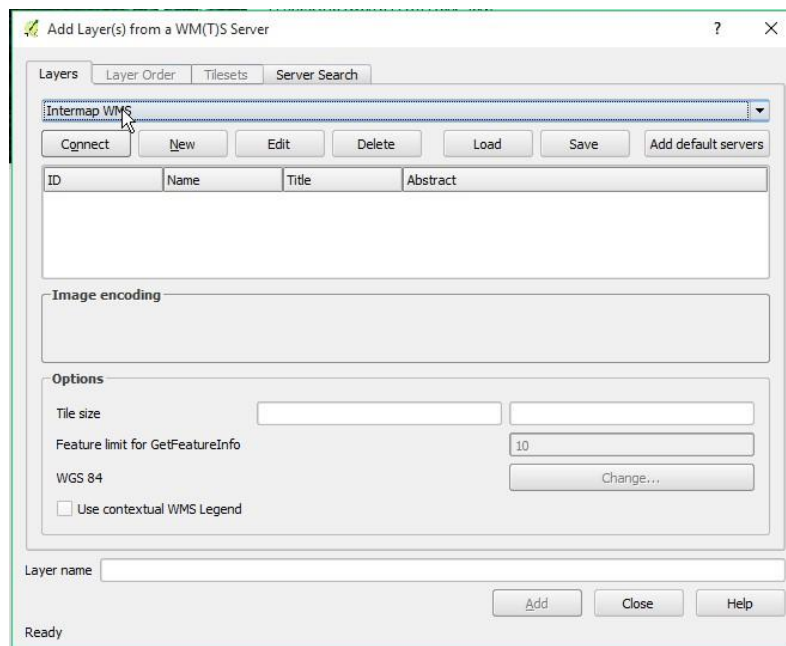 Add Layer(s) from a WM(T)S Server ?
Layers Layer Order Tilesets Server Search
Intermap WMS
Connect New Edit Delete Load Save Add default servers
ID Name Title Abstract
Image encoding
Options
Tile size
Feature limit for GetFeatureInfo 10
WGS 84 Change...
Use contextual WMS Legend
Layer name
Add Close Help
Ready